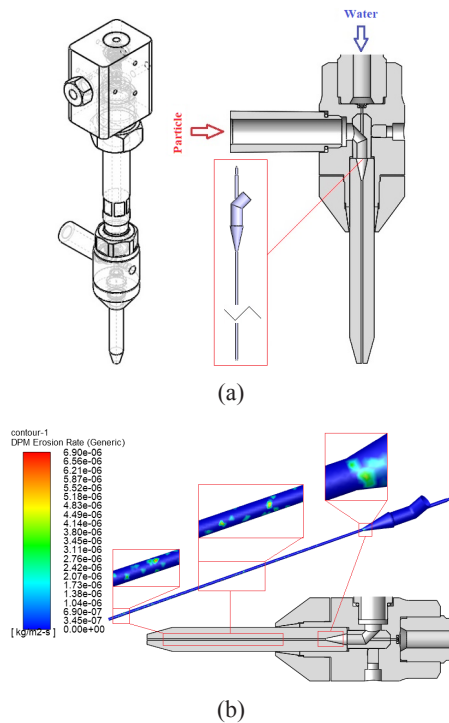 Water
Particle
(a)
contour-1
DPM Erosion Rate (Generic)
6.90e-06
6.56e-06
6.21e-06
5.87e-06
5.52e-06
5.18e-06
4.83e-06
4.49e-06
4.14e-06
3.80e-06
3.45e-06
3.11e-06
2.76e-06
2.42e-06
2.07e-06
1.73e-06
1.38e-06
1.04e-06
6.90e-07
3.45e-07
0.00e+00
[ kg/m2-s ]
(b)